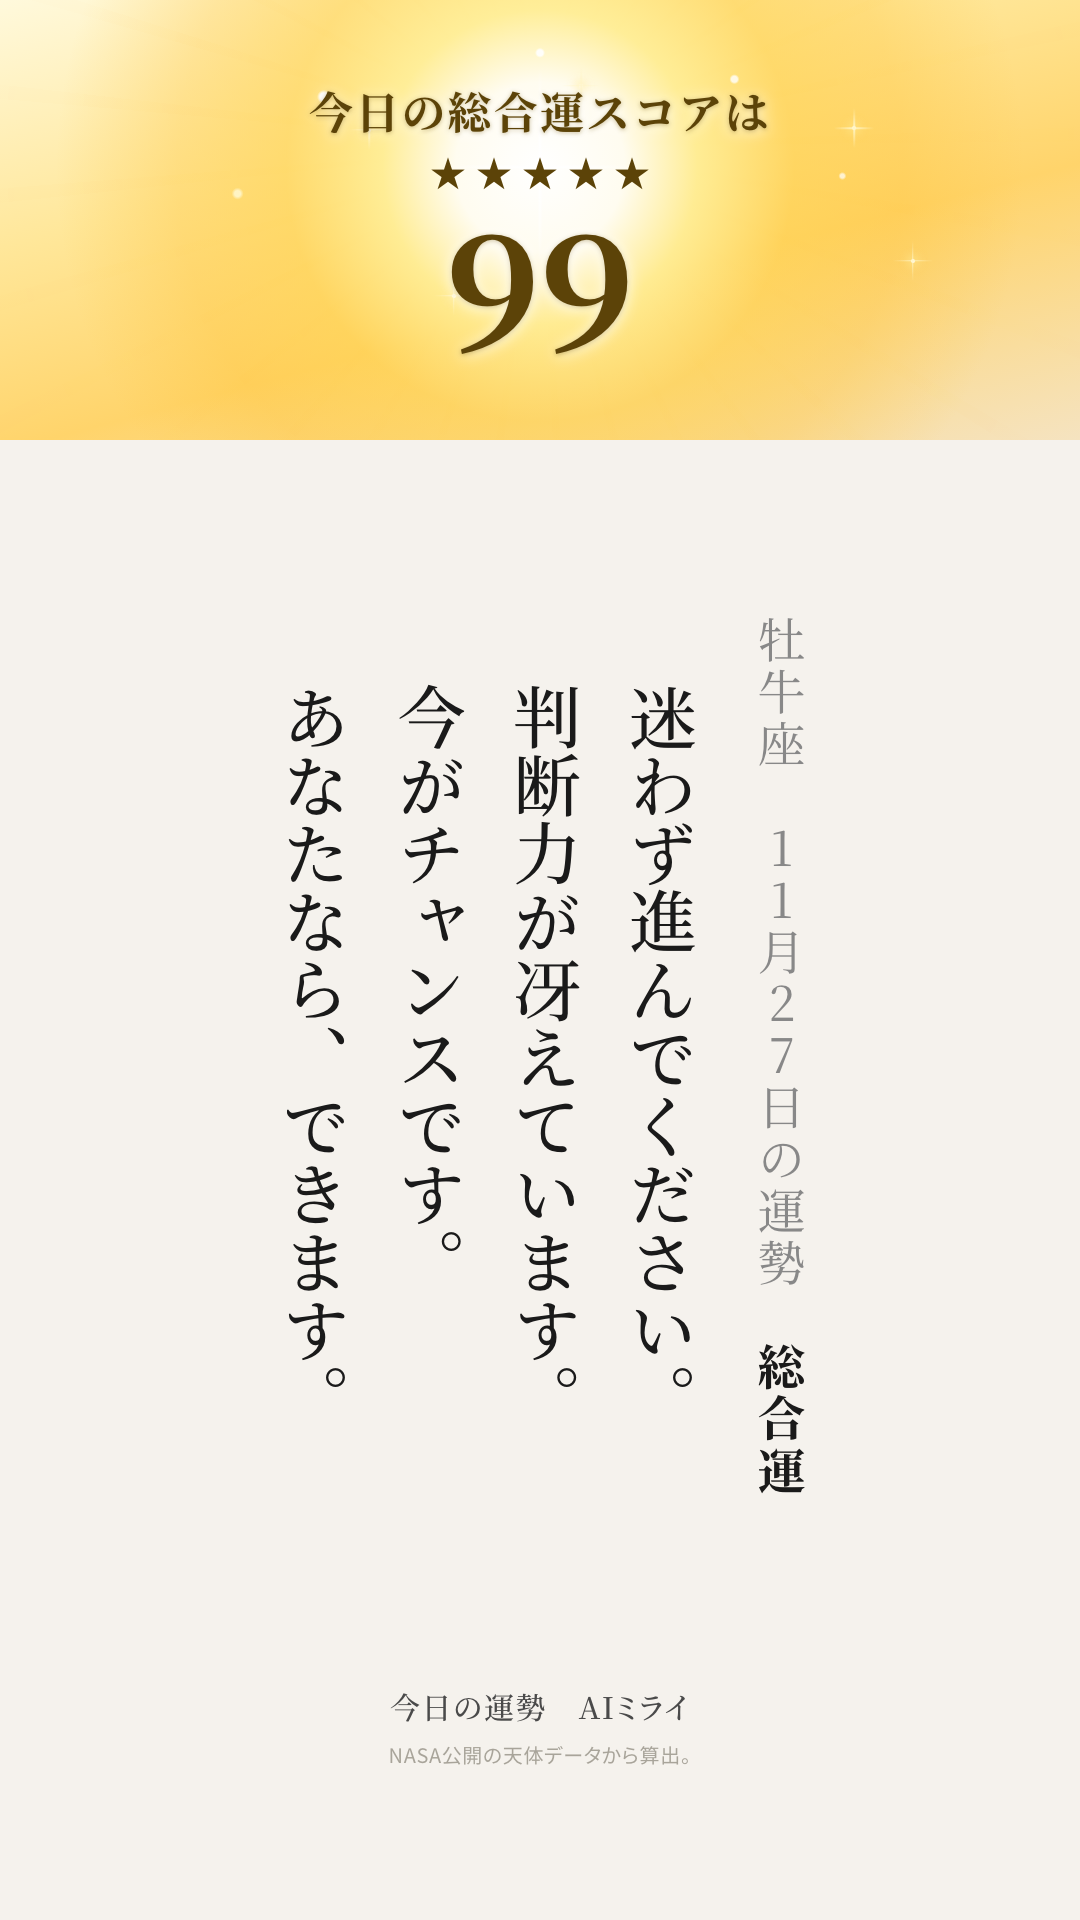 今日の総合運スコアは
★★★★★
99
牡牛座　11月27日の運勢　総合運
迷わず進んでください。
判断力が冴えています。
今がチャンスです。
あなたなら、できます。
今日の運勢　AIミライ
NASA公開の天体データから算出。